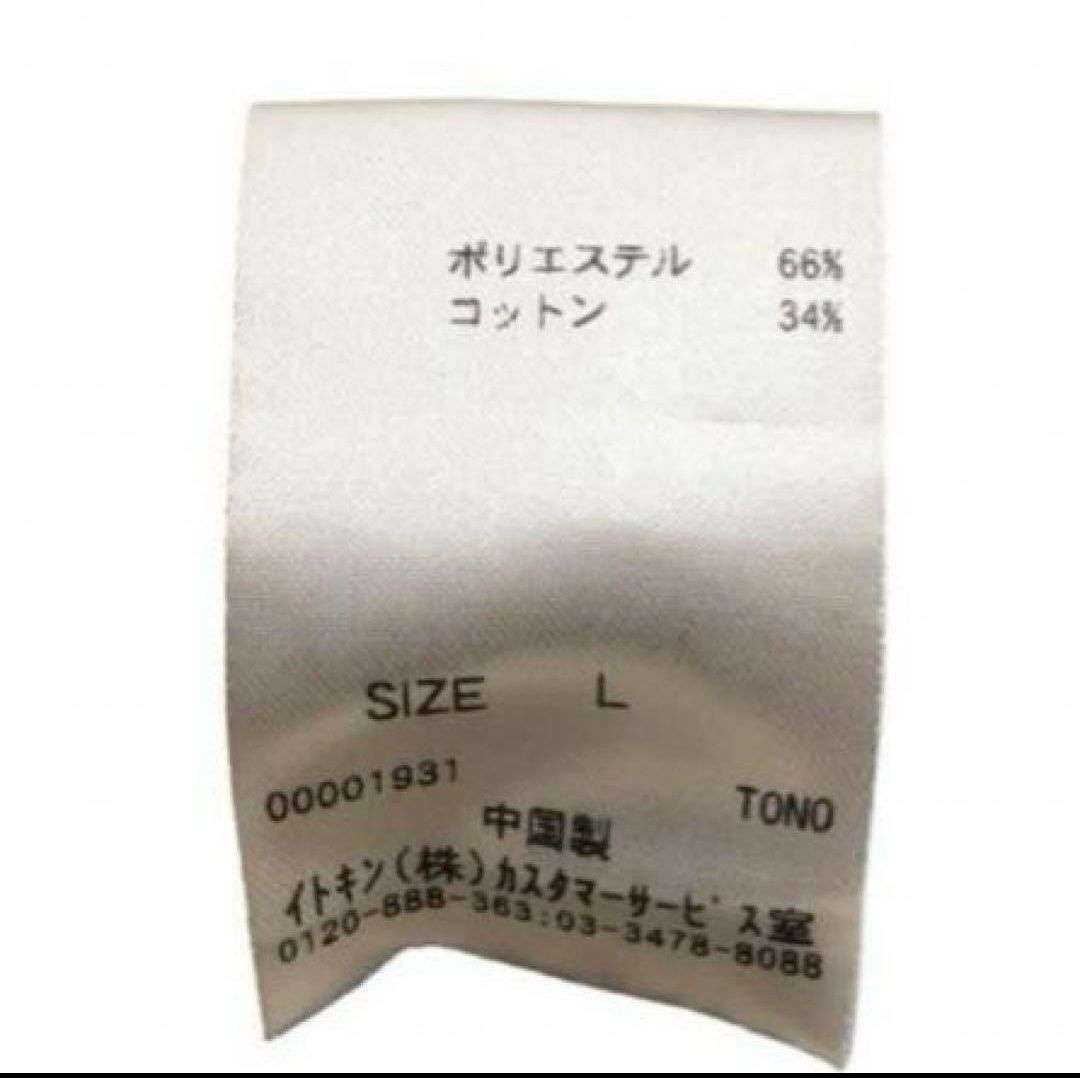 ポリエステル 66%
コットン 34%
SIZE L
00001931 TONO
中国製
イトキン(株)カスタマーサービス室
0120-888-363:03-3478-8088